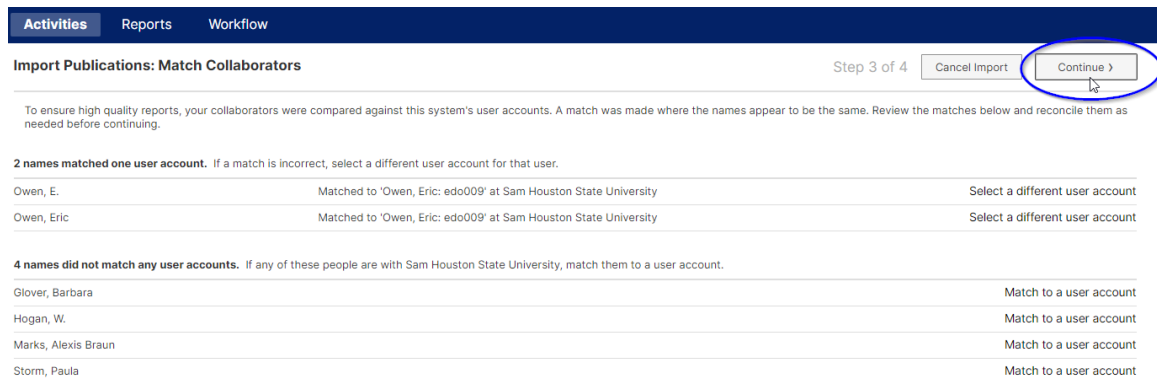 Activities Reports Workflow
Import Publications: Match Collaborators Step 3 of 4 Cancel Import Continue ›
To ensure high quality reports, your collaborators were compared against this system's user accounts. A match was made where the names appear to be the same. Review the matches below and reconcile them as
needed before continuing.
2 names matched one user account. If a match is incorrect, select a different user account for that user.
Owen, E. Matched to 'Owen, Eric: edo009' at Sam Houston State University Select a different user account
Owen, Eric Matched to 'Owen, Eric: edo009' at Sam Houston State University Select a different user account
4 names did not match any user accounts. If any of these people are with Sam Houston State University, match them to a user account.
Glover, Barbara Match to a user account
Hogan, W. Match to a user account
Marks, Alexis Braun Match to a user account
Storm, Paula Match to a user account